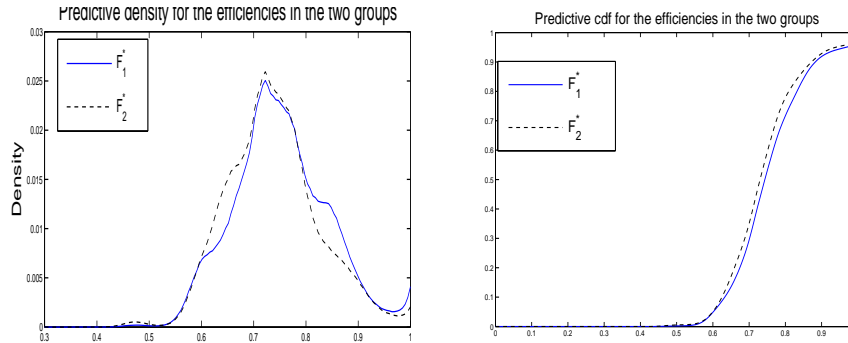 Predictive density for the efficiencies in the two groups
F*1
F*2
Density
0.03
0.025
0.02
0.015
0.01
0.005
0
0.3 0.4 0.5 0.6 0.7 0.8 0.9 1
Predictive cdf for the efficiencies in the two groups
F*1
F*2
1
0.9
0.8
0.7
0.6
0.5
0.4
0.3
0.2
0.1
0
0 0.1 0.2 0.3 0.4 0.5 0.6 0.7 0.8 0.9